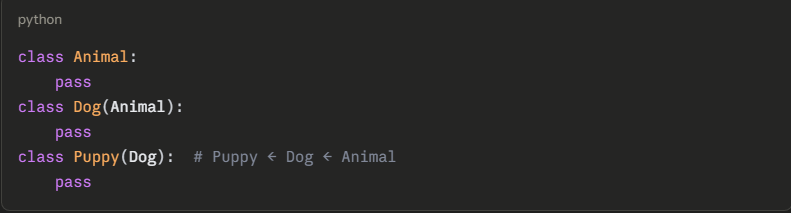 python
class Animal:
    pass
class Dog(Animal):
    pass
class Puppy(Dog):  # Puppy ← Dog ← Animal
    pass